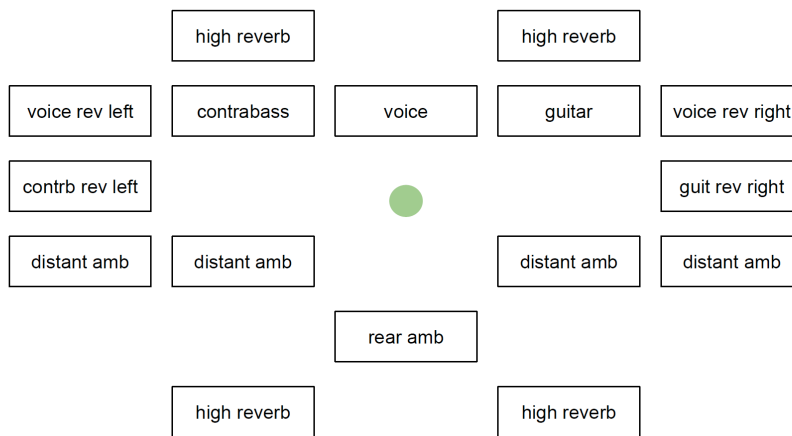 high reverb
high reverb
voice rev left
contrabass
voice
guitar
voice rev right
contrb rev left
guit rev right
distant amb
distant amb
distant amb
distant amb
rear amb
high reverb
high reverb